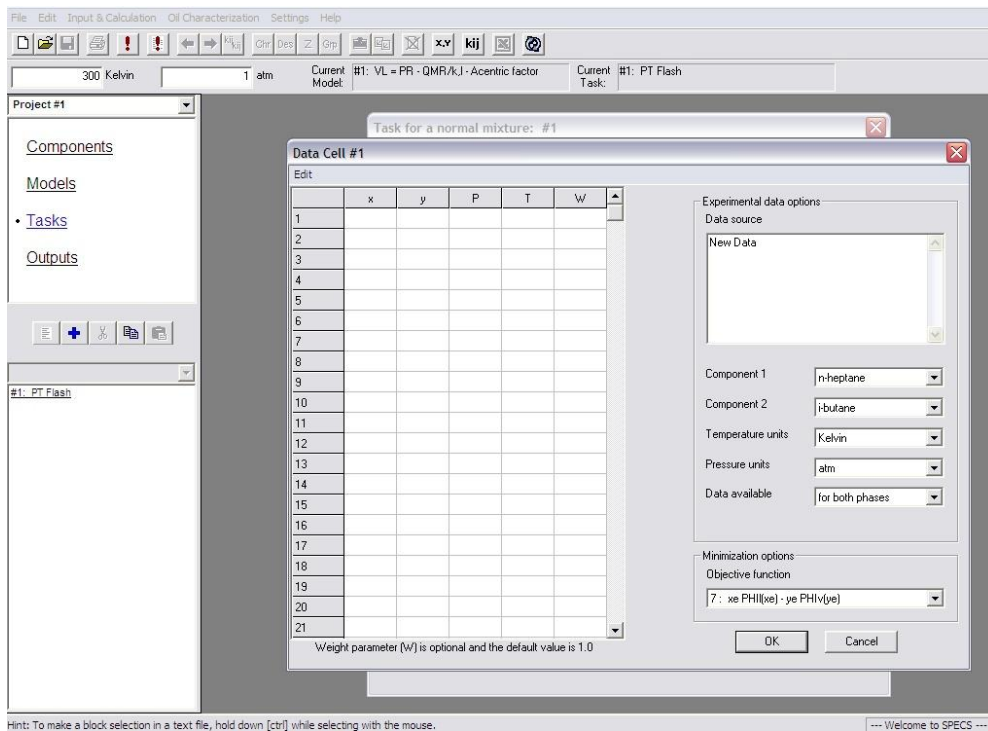 File Edit Input & Calculation Oil Characterization Settings Help
Chr Des Z Grp x,y kij
300 Kelvin 1 atm Current Model: #1: VL = PR - QMR/k,l - Acentric factor Current Task: #1: PT Flash
Project #1
Components
Models
Tasks
Outputs
#1: PT Flash
Task for a normal mixture: #1
Data Cell #1
Edit
x y P T W
1
2
3
4
5
6
7
8
9
10
11
12
13
14
15
16
17
18
19
20
21
Weight parameter (W) is optional and the default value is 1.0
Experimental data options
Data source
New Data
Component 1 n-heptane
Component 2 i-butane
Temperature units Kelvin
Pressure units atm
Data available for both phases
Minimization options
Objective function
7 : xe PHIl(xe) - ye PHIv(ye)
OK Cancel
Hint: To make a block selection in a text file, hold down [ctrl] while selecting with the mouse.
--- Welcome to SPECS ---